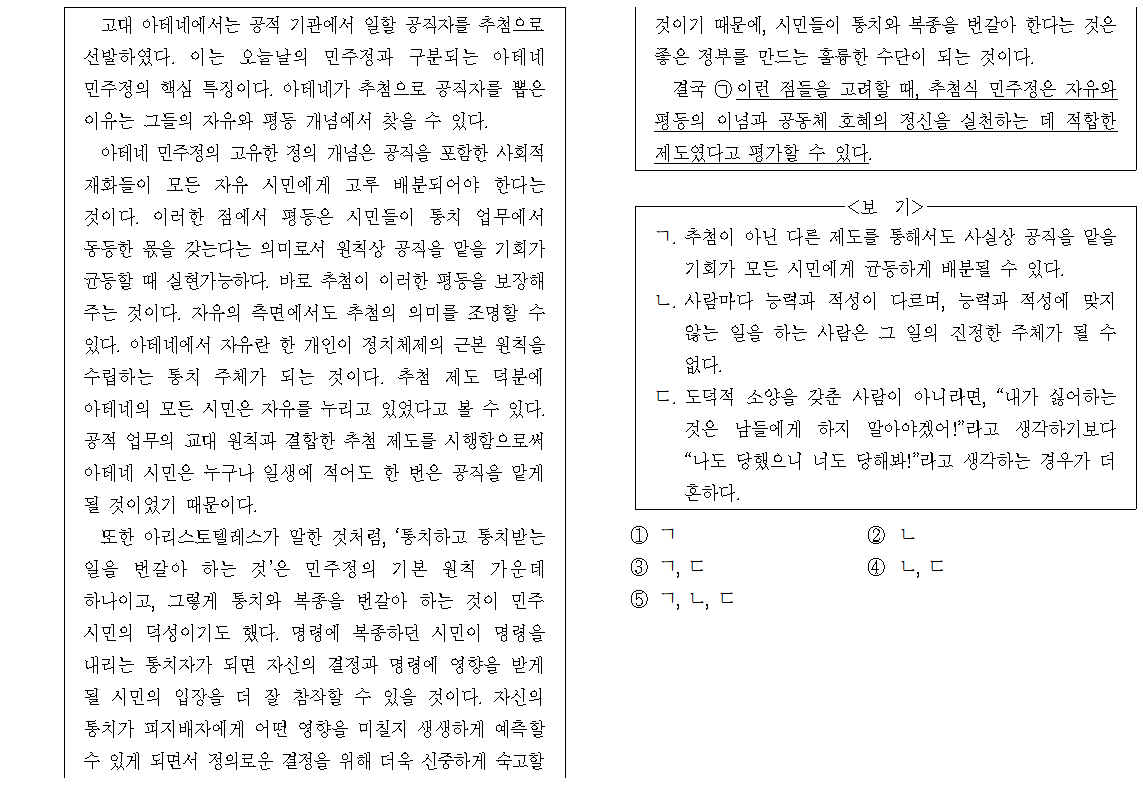 고대 아테네에서는 공적 기관에서 일할 공직자를 추첨으로
선발하였다. 이는 오늘날의 민주정과 구분되는 아테네
민주정의 핵심 특징이다. 아테네가 추첨으로 공직자를 뽑은
이유는 그들의 자유와 평등 개념에서 찾을 수 있다.
아테네 민주정의 고유한 정의 개념은 공직을 포함한 사회적
재화들이 모든 자유 시민에게 고루 배분되어야 한다는
것이다. 이러한 점에서 평등은 시민들이 통치 업무에서
동등한 몫을 갖는다는 의미로서 원칙상 공직을 맡을 기회가
균등할 때 실현가능하다. 바로 추첨이 이러한 평등을 보장해
주는 것이다. 자유의 측면에서도 추첨의 의미를 조명할 수
있다. 아테네에서 자유란 한 개인이 정치체제의 근본 원칙을
수립하는 통치 주체가 되는 것이다. 추첨 제도 덕분에
아테네의 모든 시민은 자유를 누리고 있었다고 볼 수 있다.
공적 업무의 교대 원칙과 결합한 추첨 제도를 시행함으로써
아테네 시민은 누구나 일생에 적어도 한 번은 공직을 맡게
될 것이었기 때문이다.
또한 아리스토텔레스가 말한 것처럼, ‘통치하고 통치받는
일을 번갈아 하는 것’은 민주정의 기본 원칙 가운데
하나이고, 그렇게 통치와 복종을 번갈아 하는 것이 민주
시민의 덕성이기도 했다. 명령에 복종하던 시민이 명령을
내리는 통치자가 되면 자신의 결정과 명령에 영향을 받게
될 시민의 입장을 더 잘 참작할 수 있을 것이다. 자신의
통치가 피지배자에게 어떤 영향을 미칠지 생생하게 예측할
수 있게 되면서 정의로운 결정을 위해 더욱 신중하게 숙고할
것이기 때문에, 시민들이 통치와 복종을 번갈아 한다는 것은
좋은 정부를 만드는 훌륭한 수단이 되는 것이다.
결국 ㉠이런 점들을 고려할 때, 추첨식 민주정은 자유와
평등의 이념과 공동체 호혜의 정신을 실천하는 데 적합한
제도였다고 평가할 수 있다.
<보 기>
ㄱ. 추첨이 아닌 다른 제도를 통해서도 사실상 공직을 맡을
기회가 모든 시민에게 균등하게 배분될 수 있다.
ㄴ. 사람마다 능력과 적성이 다르며, 능력과 적성에 맞지
않는 일을 하는 사람은 그 일의 진정한 주체가 될 수
없다.
ㄷ. 도덕적 소양을 갖춘 사람이 아니라면, “내가 싫어하는
것은 남들에게 하지 말아야겠어!”라고 생각하기보다
“나도 당했으니 너도 당해봐!”라고 생각하는 경우가 더
흔하다.
① ㄱ ② ㄴ
③ ㄱ, ㄷ ④ ㄴ, ㄷ
⑤ ㄱ, ㄴ, ㄷ